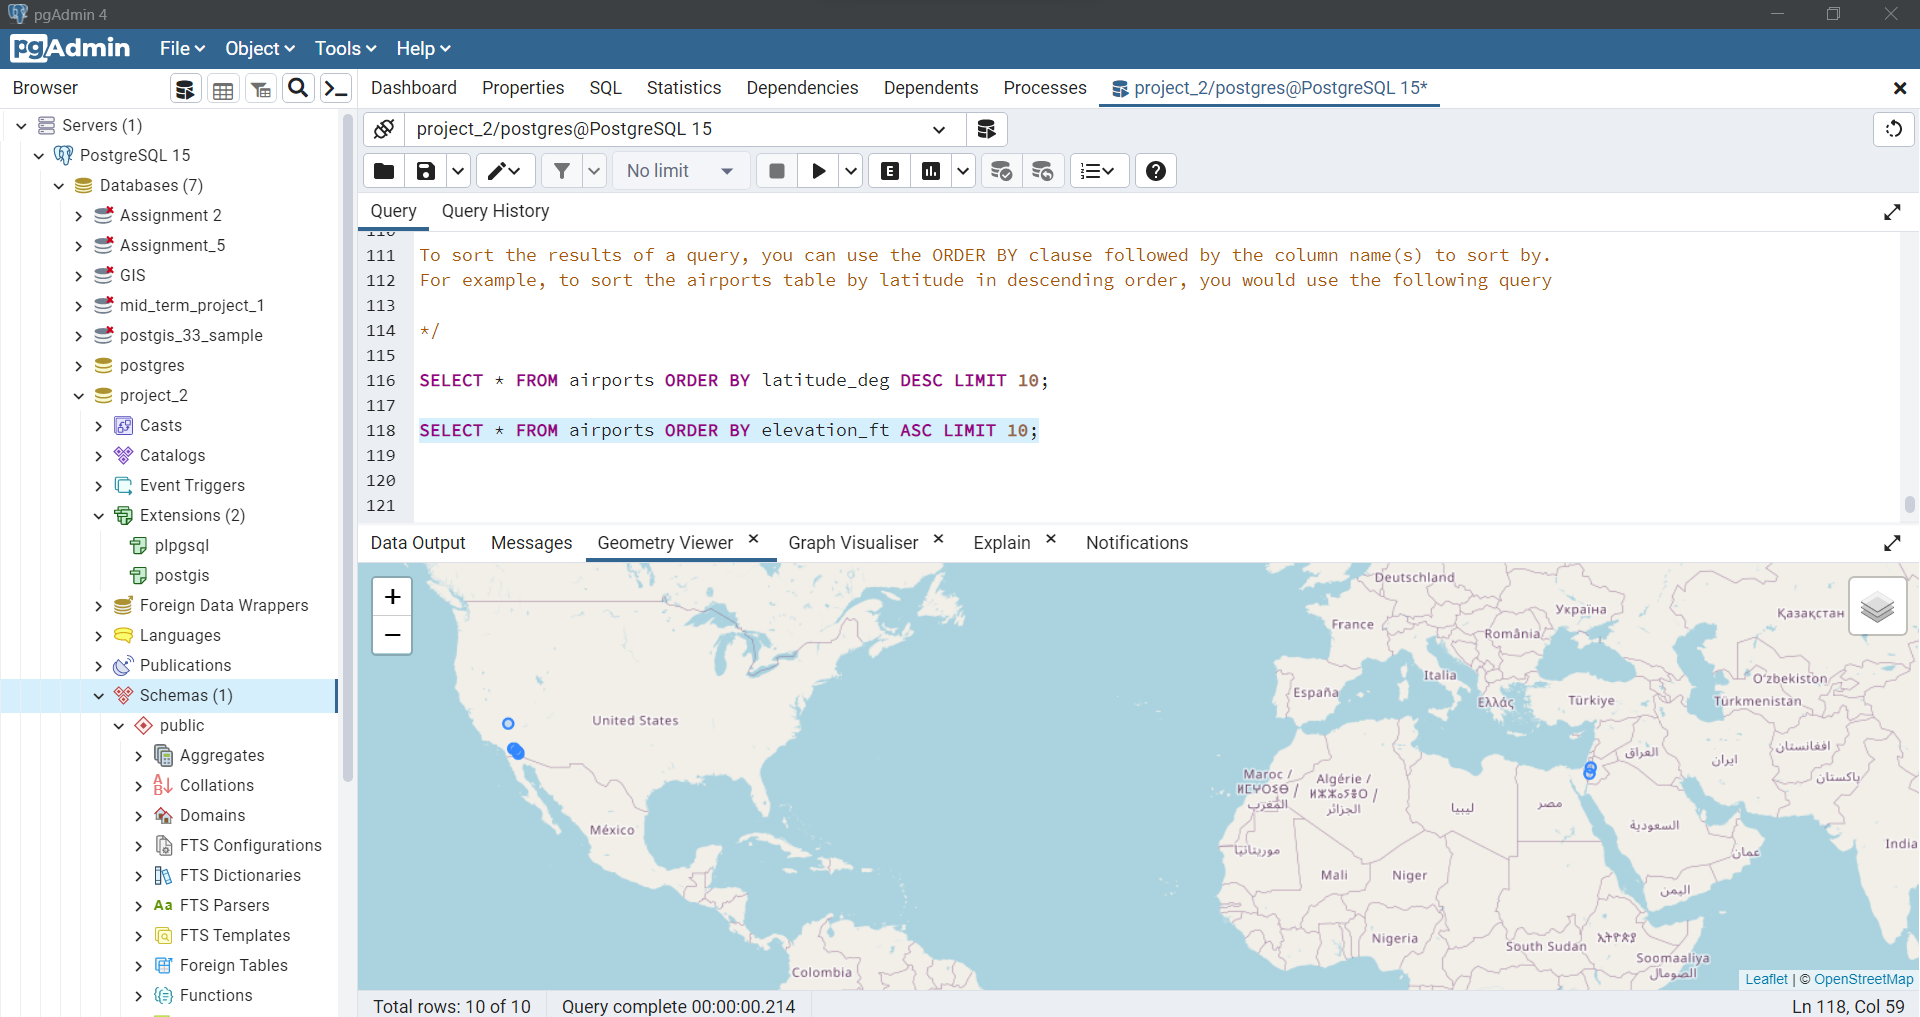 pgAdmin 4
pgAdmin File Object Tools Help
Browser
Dashboard Properties SQL Statistics Dependencies Dependents Processes project_2/postgres@PostgreSQL 15*
Servers (1)
PostgreSQL 15
Databases (7)
Assignment 2
Assignment_5
GIS
mid_term_project_1
postgis_33_sample
postgres
project_2
Casts
Catalogs
Event Triggers
Extensions (2)
plpgsql
postgis
Foreign Data Wrappers
Languages
Publications
Schemas (1)
public
Aggregates
Collations
Domains
FTS Configurations
FTS Dictionaries
Aa FTS Parsers
FTS Templates
Foreign Tables
Functions
project_2/postgres@PostgreSQL 15
No limit
E
Query Query History
110
111 To sort the results of a query, you can use the ORDER BY clause followed by the column name(s) to sort by.
112 For example, to sort the airports table by latitude in descending order, you would use the following query
113
114 */
115
116 SELECT * FROM airports ORDER BY latitude_deg DESC LIMIT 10;
117
118 SELECT * FROM airports ORDER BY elevation_ft ASC LIMIT 10;
119
120
121
Data Output Messages Geometry Viewer Graph Visualiser Explain Notifications
+
−
Deutschland
Україна
Қазақстан
France
România
Italia
O'zbekiston
España
Ελλάς
Türkiye
Türkmenistan
United States
العراق
افغانستان
ایران
پاکستان
Maroc /
ⵍⵎⵖⵔⵉⴱ /
المغرب
Algérie /
ⵍⵣⵣⴰⵢⴻⵔ /
الجزائر
ليبيا
مصر
México
السعودية
India
موريتانيا
عمان
Mali
Niger
اليمن
Nigeria
South Sudan
ኢትዮጵያ
Soomaaliya
الصومال
Colombia
Leaflet | © OpenStreetMap
Total rows: 10 of 10 Query complete 00:00:00.214 Ln 118, Col 59